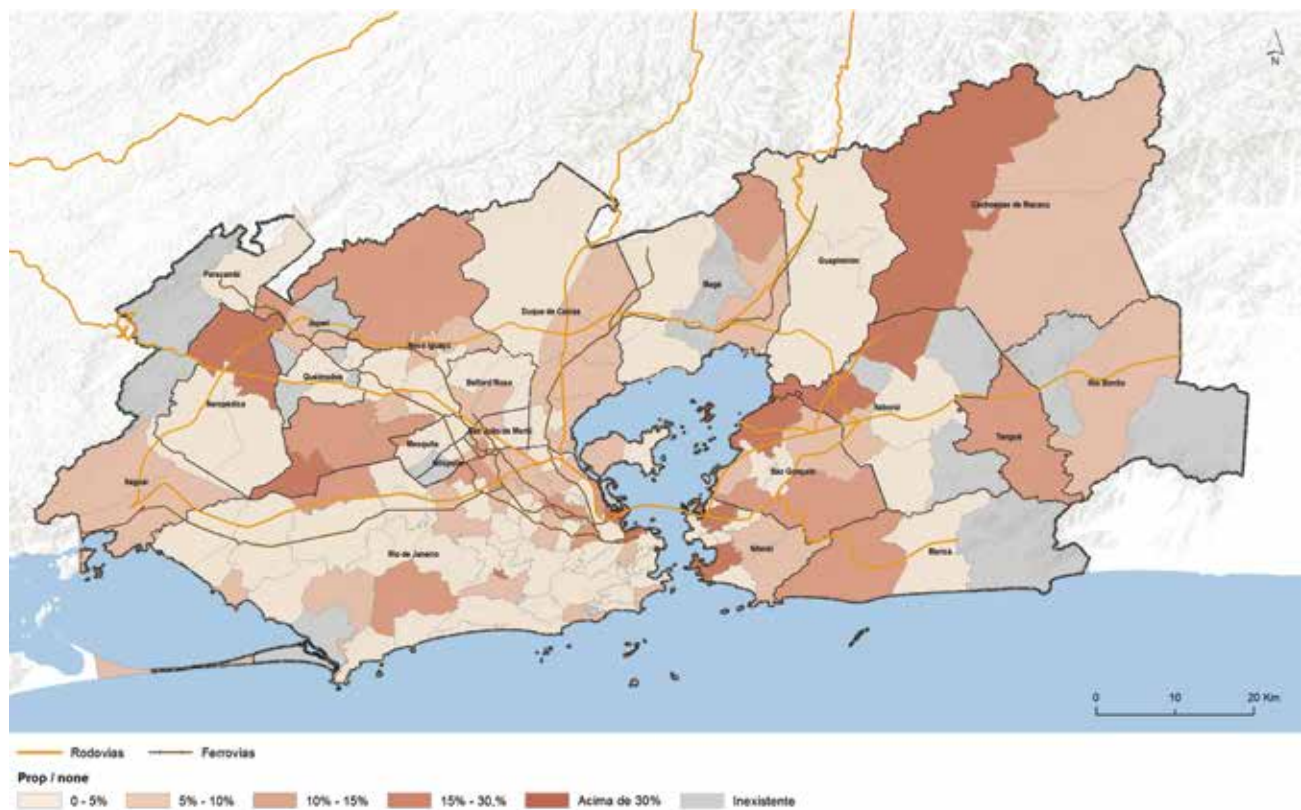 N
Cachoeiras de Macacu
Paracambi
Guapimirim
Magé
Duque de Caxias
Japeri
Nova Iguaçu
Queimados
Belford Roxo
Rio Bonito
Seropédica
Itaboraí
São João de Meriti
Mesquita
Tanguá
Nilópolis
São Gonçalo
Itaguaí
Rio de Janeiro
Niterói
Maricá
0 10 20 Km
Rodovias Ferrovias
Prop / none
0 - 5% 5% - 10% 10% - 15% 15% - 30.% Acima de 30% Inexistente